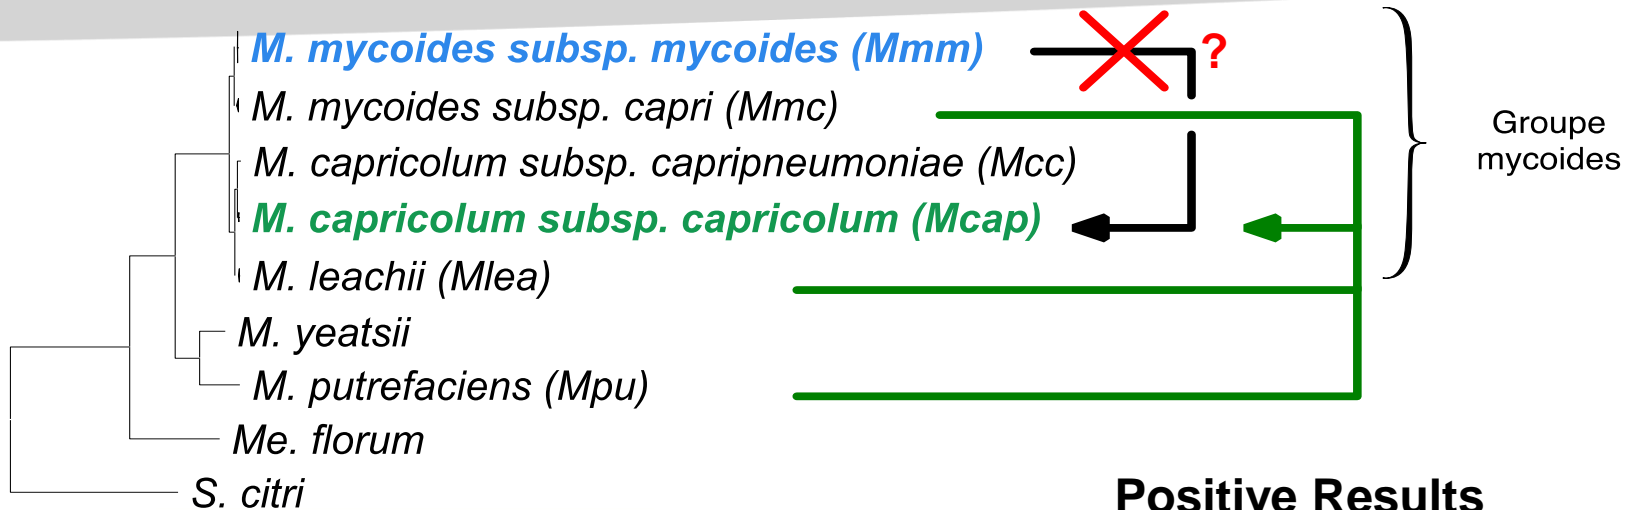 M. mycoides subsp. mycoides (Mmm)
?
M. mycoides subsp. capri (Mmc)
M. capricolum subsp. capripneumoniae (Mcc)
M. capricolum subsp. capricolum (Mcap)
M. leachii (Mlea)
M. yeatsii
M. putrefaciens (Mpu)
Me. florum
S. citri
Groupe
mycoides
Positive Results